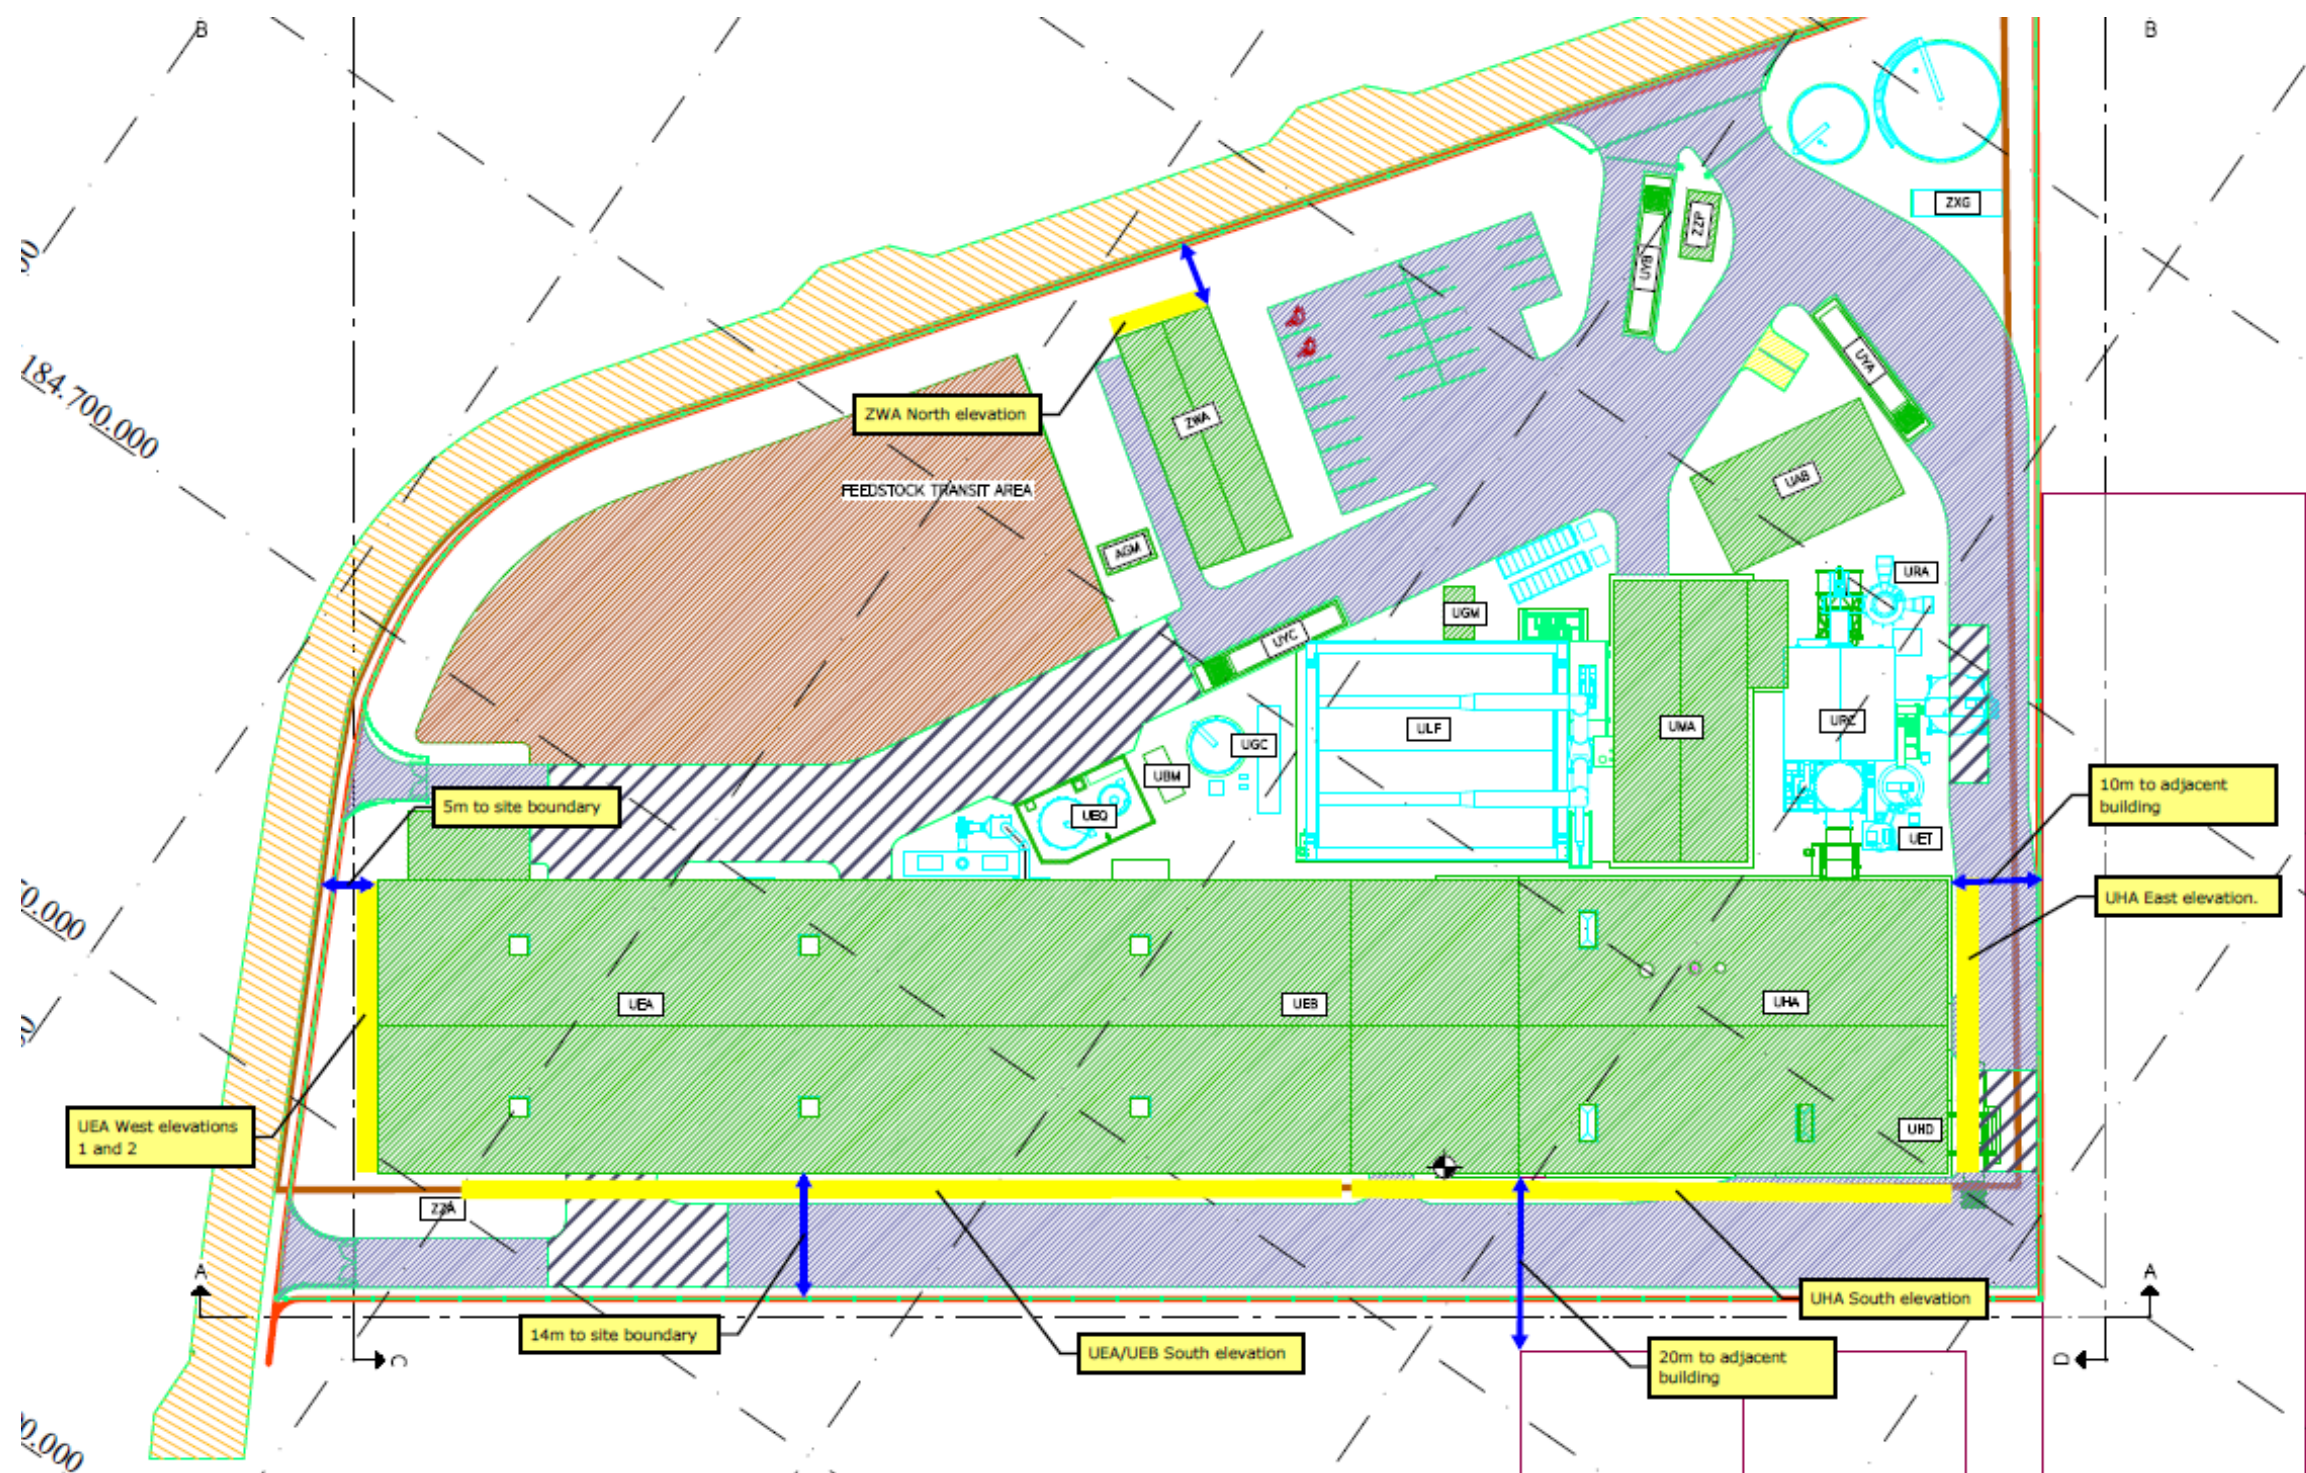 B
B
ZXG
ZZP
UYB
184.700.000
UYA
ZWA North elevation
ZWA
UAB
FEEDSTOCK TRANSIT AREA
AGM
URA
UGM
UYC
ULF
UMA
URC
UGC
UBM
5m to site boundary
UEQ
UET
10m to adjacent
building
UHA East elevation.
UEA
UEB
UHA
UEA West elevations
1 and 2
UHD
ZZA
A
A
14m to site boundary
UEA/UEB South elevation
UHA South elevation
20m to adjacent
building
C
D